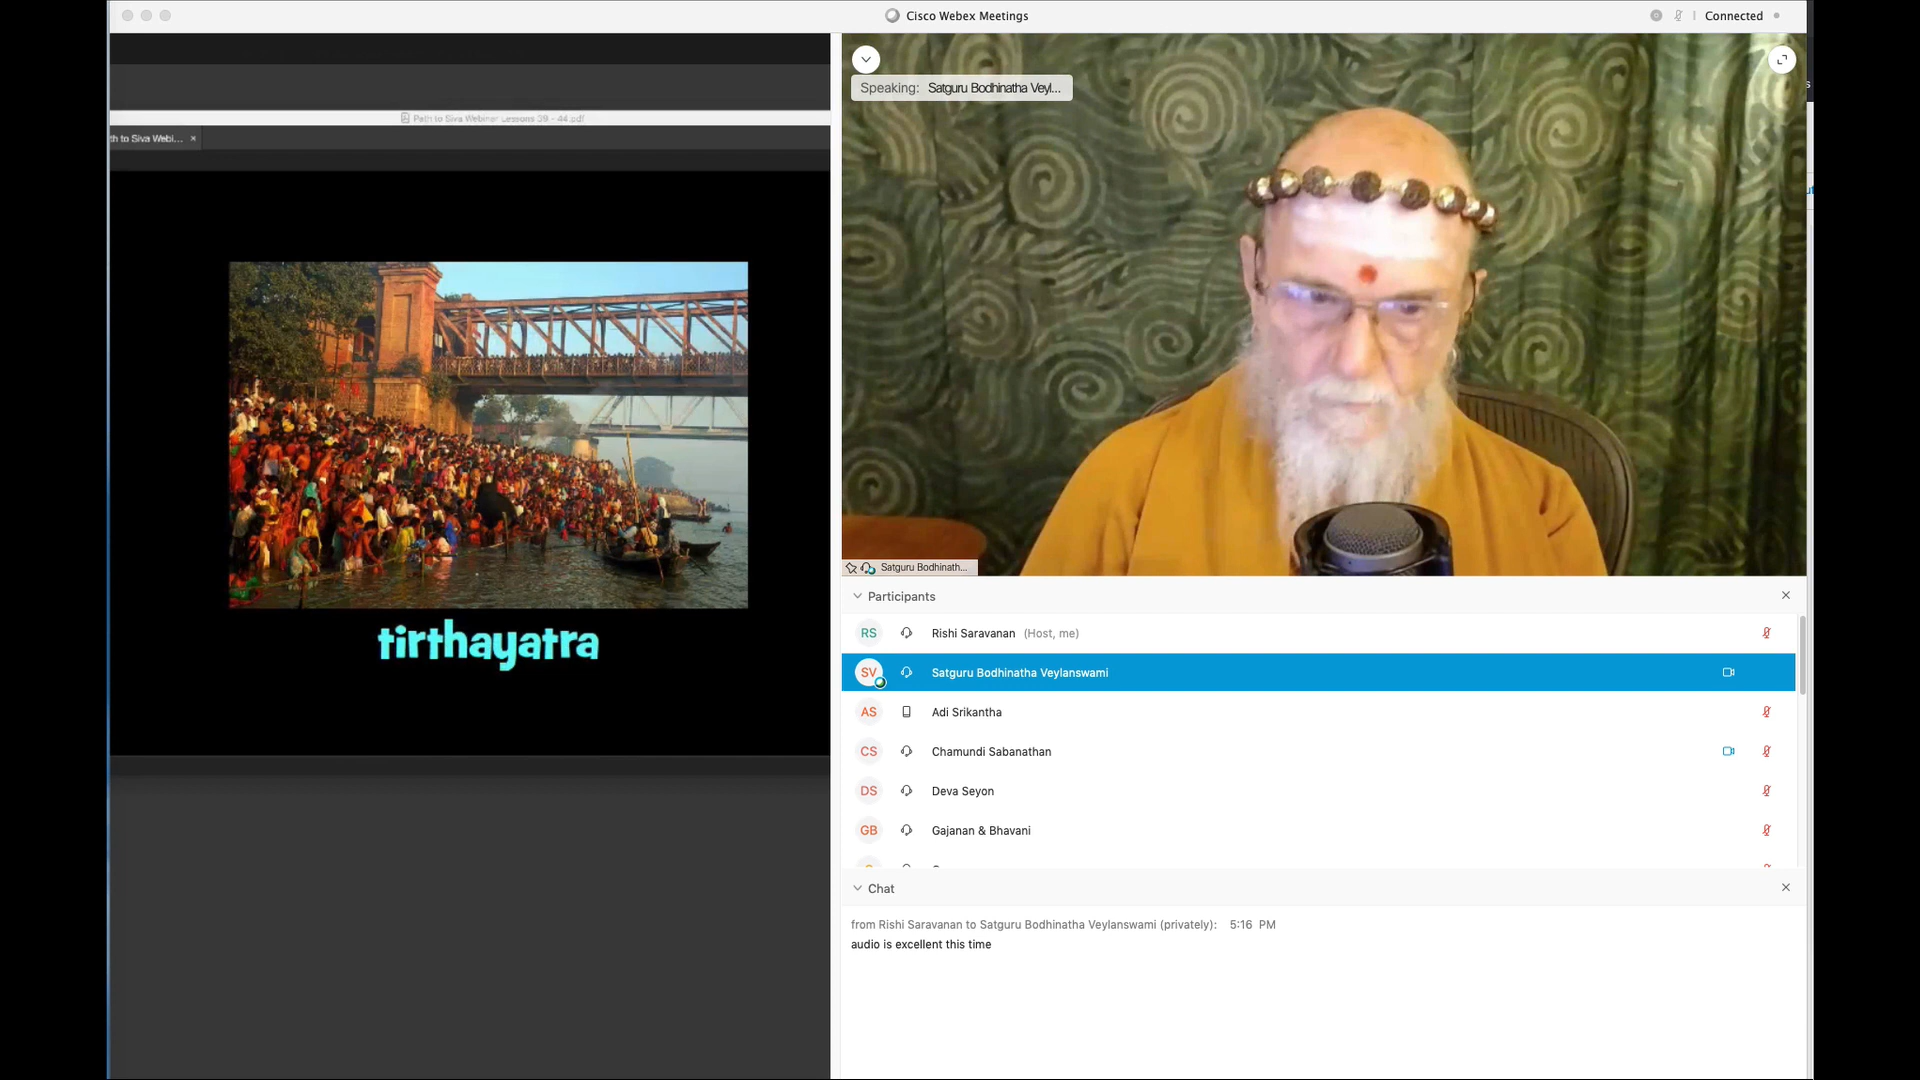 Cisco Webex Meetings
Connected
Path to Siva Webinar Lessons 39 - 44.pdf
th to Siva Webi... ×
tirthayatra
Speaking: Satguru Bodhinatha Veyl...
Satguru Bodhinath...
Participants
RS Rishi Saravanan (Host, me)
SV Satguru Bodhinatha Veylanswami
AS Adi Srikantha
CS Chamundi Sabanathan
DS Deva Seyon
GB Gajanan & Bhavani
Chat
from Rishi Saravanan to Satguru Bodhinatha Veylanswami (privately): 5:16 PM
audio is excellent this time